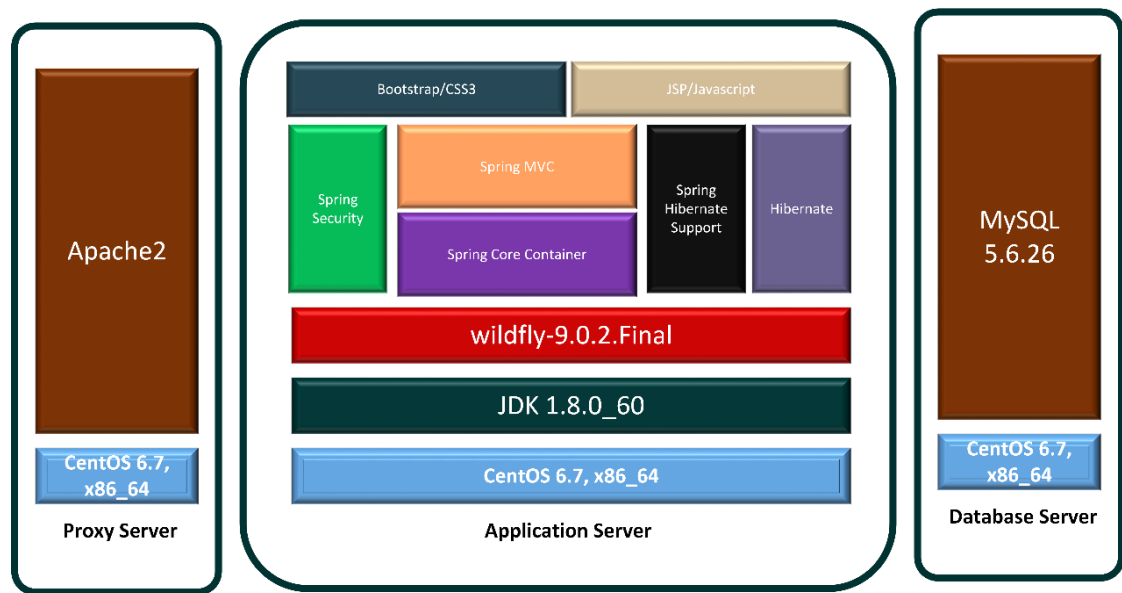 Apache2
CentOS 6.7,
x86_64
Proxy Server
Bootstrap/CSS3
JSP/Javascript
Spring
Security
Spring MVC
Spring Core Container
Spring
Hibernate
Support
Hibernate
wildfly-9.0.2.Final
JDK 1.8.0_60
CentOS 6.7, x86_64
Application Server
MySQL
5.6.26
CentOS 6.7,
x86_64
Database Server